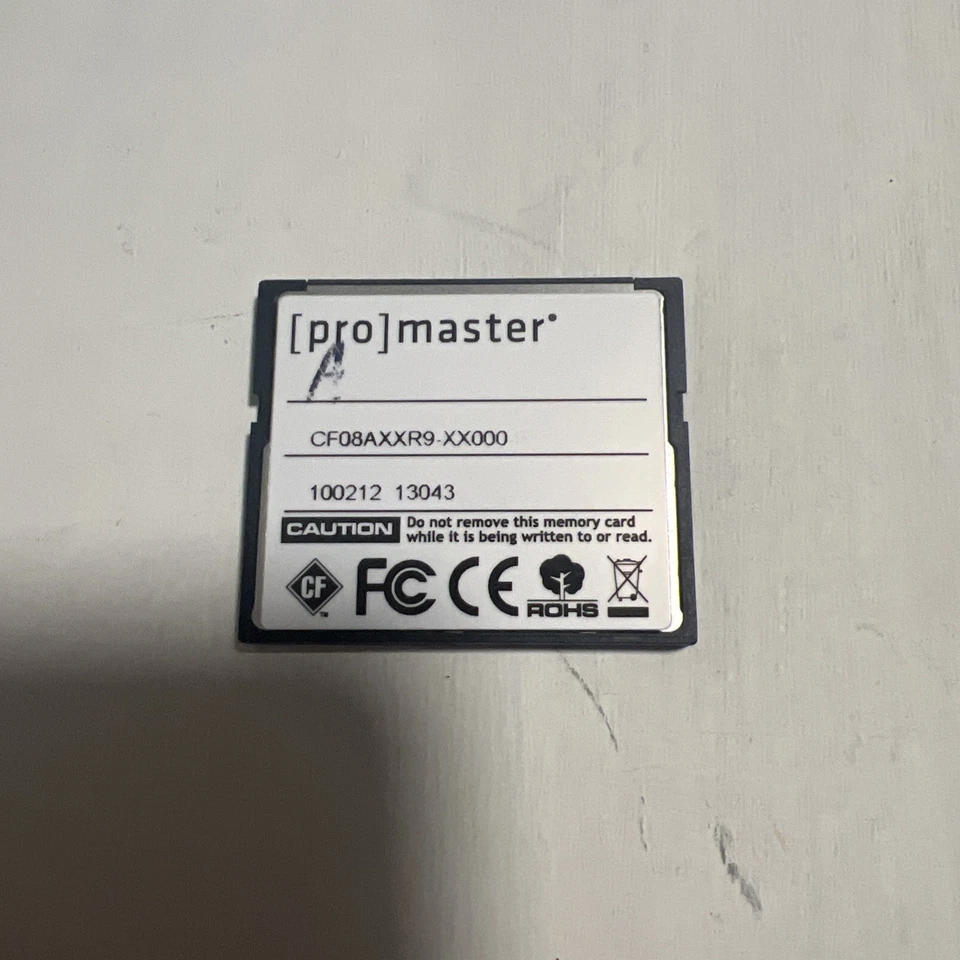 [pro]master®
A
CF08AXXR9-XX000
100212 13043
CAUTION Do not remove this memory card
while it is being written to or read.
CF FC CE ROHS
TM